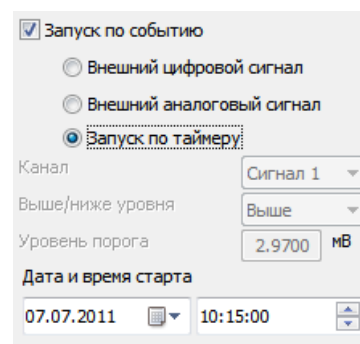 Запуск по событию
Внешний цифровой сигнал
Внешний аналоговый сигнал
Запуск по таймеру
Канал Сигнал 1
Выше/ниже уровня Выше
Уровень порога 2.9700 мВ
Дата и время старта
07.07.2011 10:15:00